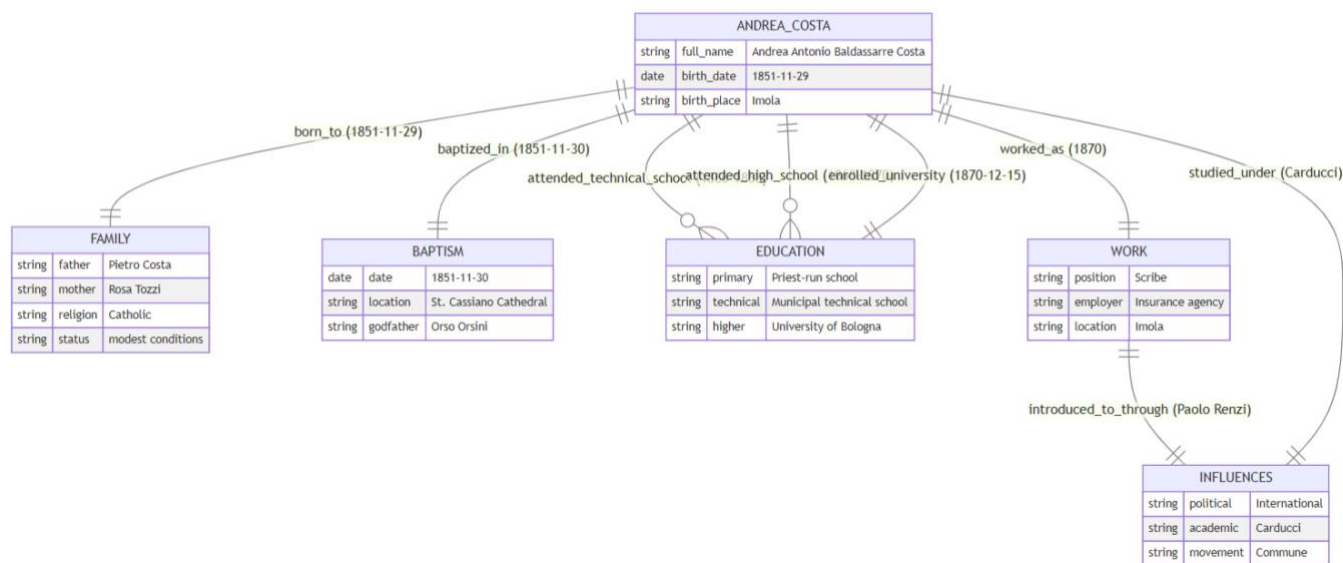 ANDREA_COSTA
string full_name Andrea Antonio Baldassarre Costa
date birth_date 1851-11-29
string birth_place Imola
born_to (1851-11-29)
baptized_in (1851-11-30)
attended_technical_school
attended_high_school
enrolled_university (1870-12-15)
worked_as (1870)
studied_under (Carducci)
FAMILY
string father Pietro Costa
string mother Rosa Tozzi
string religion Catholic
string status modest conditions
BAPTISM
date date 1851-11-30
string location St. Cassiano Cathedral
string godfather Orso Orsini
EDUCATION
string primary Priest-run school
string technical Municipal technical school
string higher University of Bologna
WORK
string position Scribe
string employer Insurance agency
string location Imola
introduced_to_through (Paolo Renzi)
INFLUENCES
string political International
string academic Carducci
string movement Commune